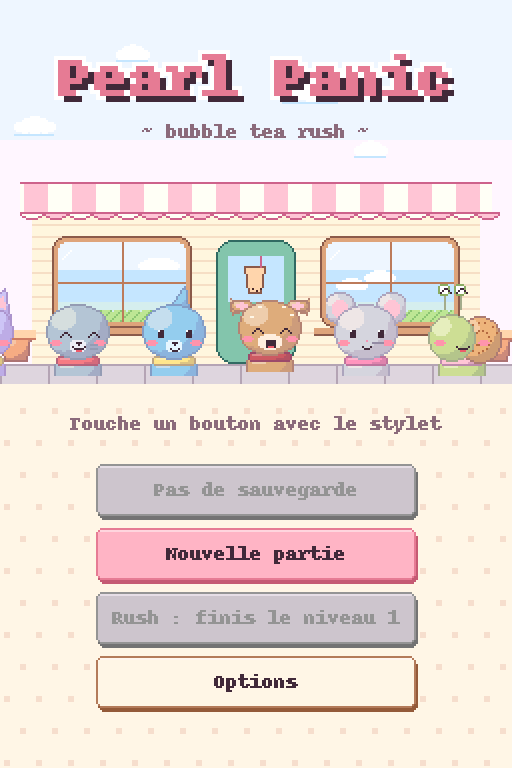 Pearl Panic
~ bubble tea rush ~
Touche un bouton avec le stylet
Pas de sauvegarde
Nouvelle partie
Rush : finis le niveau 1
Options